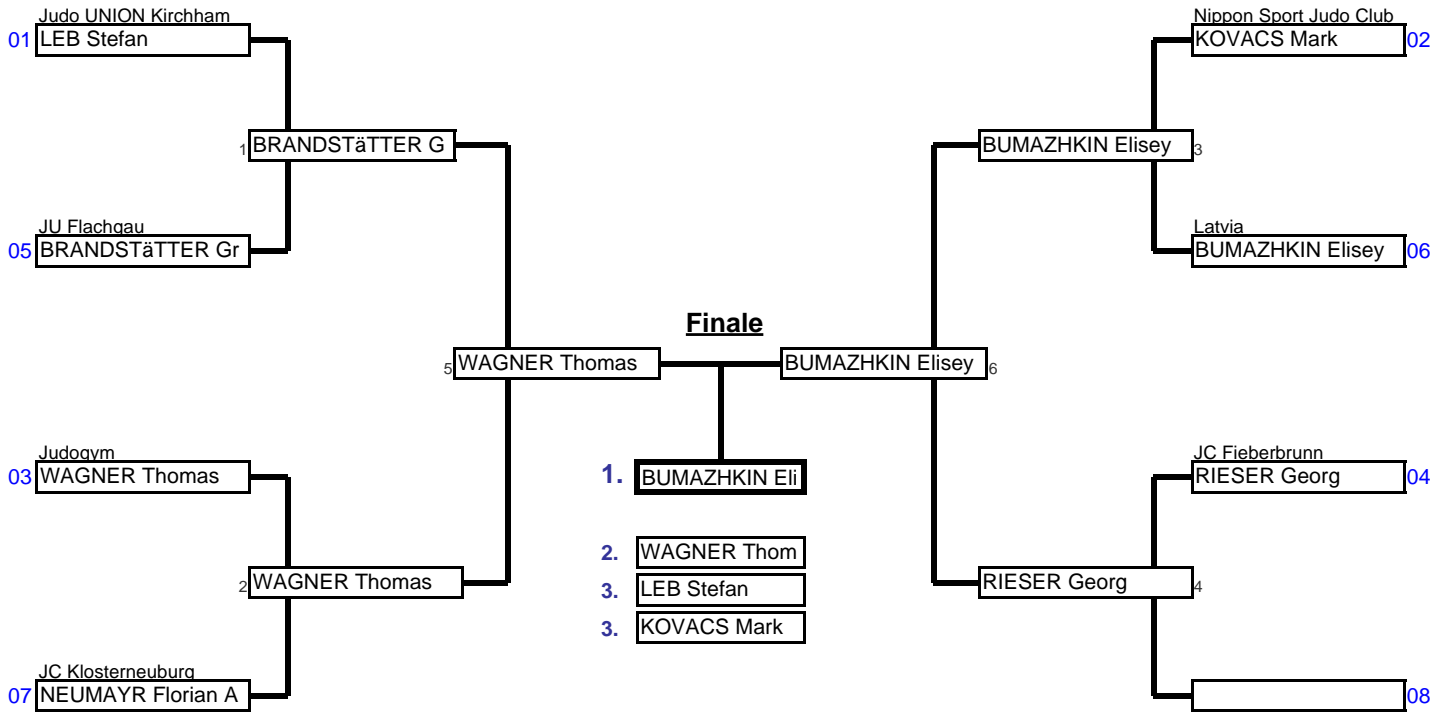 Judo UNION Kirchham
01 LEB Stefan
Nippon Sport Judo Club
KOVACS Mark 02
1 BRANDSTäTTER G
BUMAZHKIN Elisey 3
JU Flachgau
05 BRANDSTäTTER Gr
Latvia
BUMAZHKIN Elisey 06
Finale
5 WAGNER Thomas
BUMAZHKIN Elisey 6
Judogym
03 WAGNER Thomas
1. BUMAZHKIN Eli
JC Fieberbrunn
RIESER Georg 04
2. WAGNER Thom
3. LEB Stefan
3. KOVACS Mark
2 WAGNER Thomas
RIESER Georg 4
JC Klosterneuburg
07 NEUMAYR Florian A
08